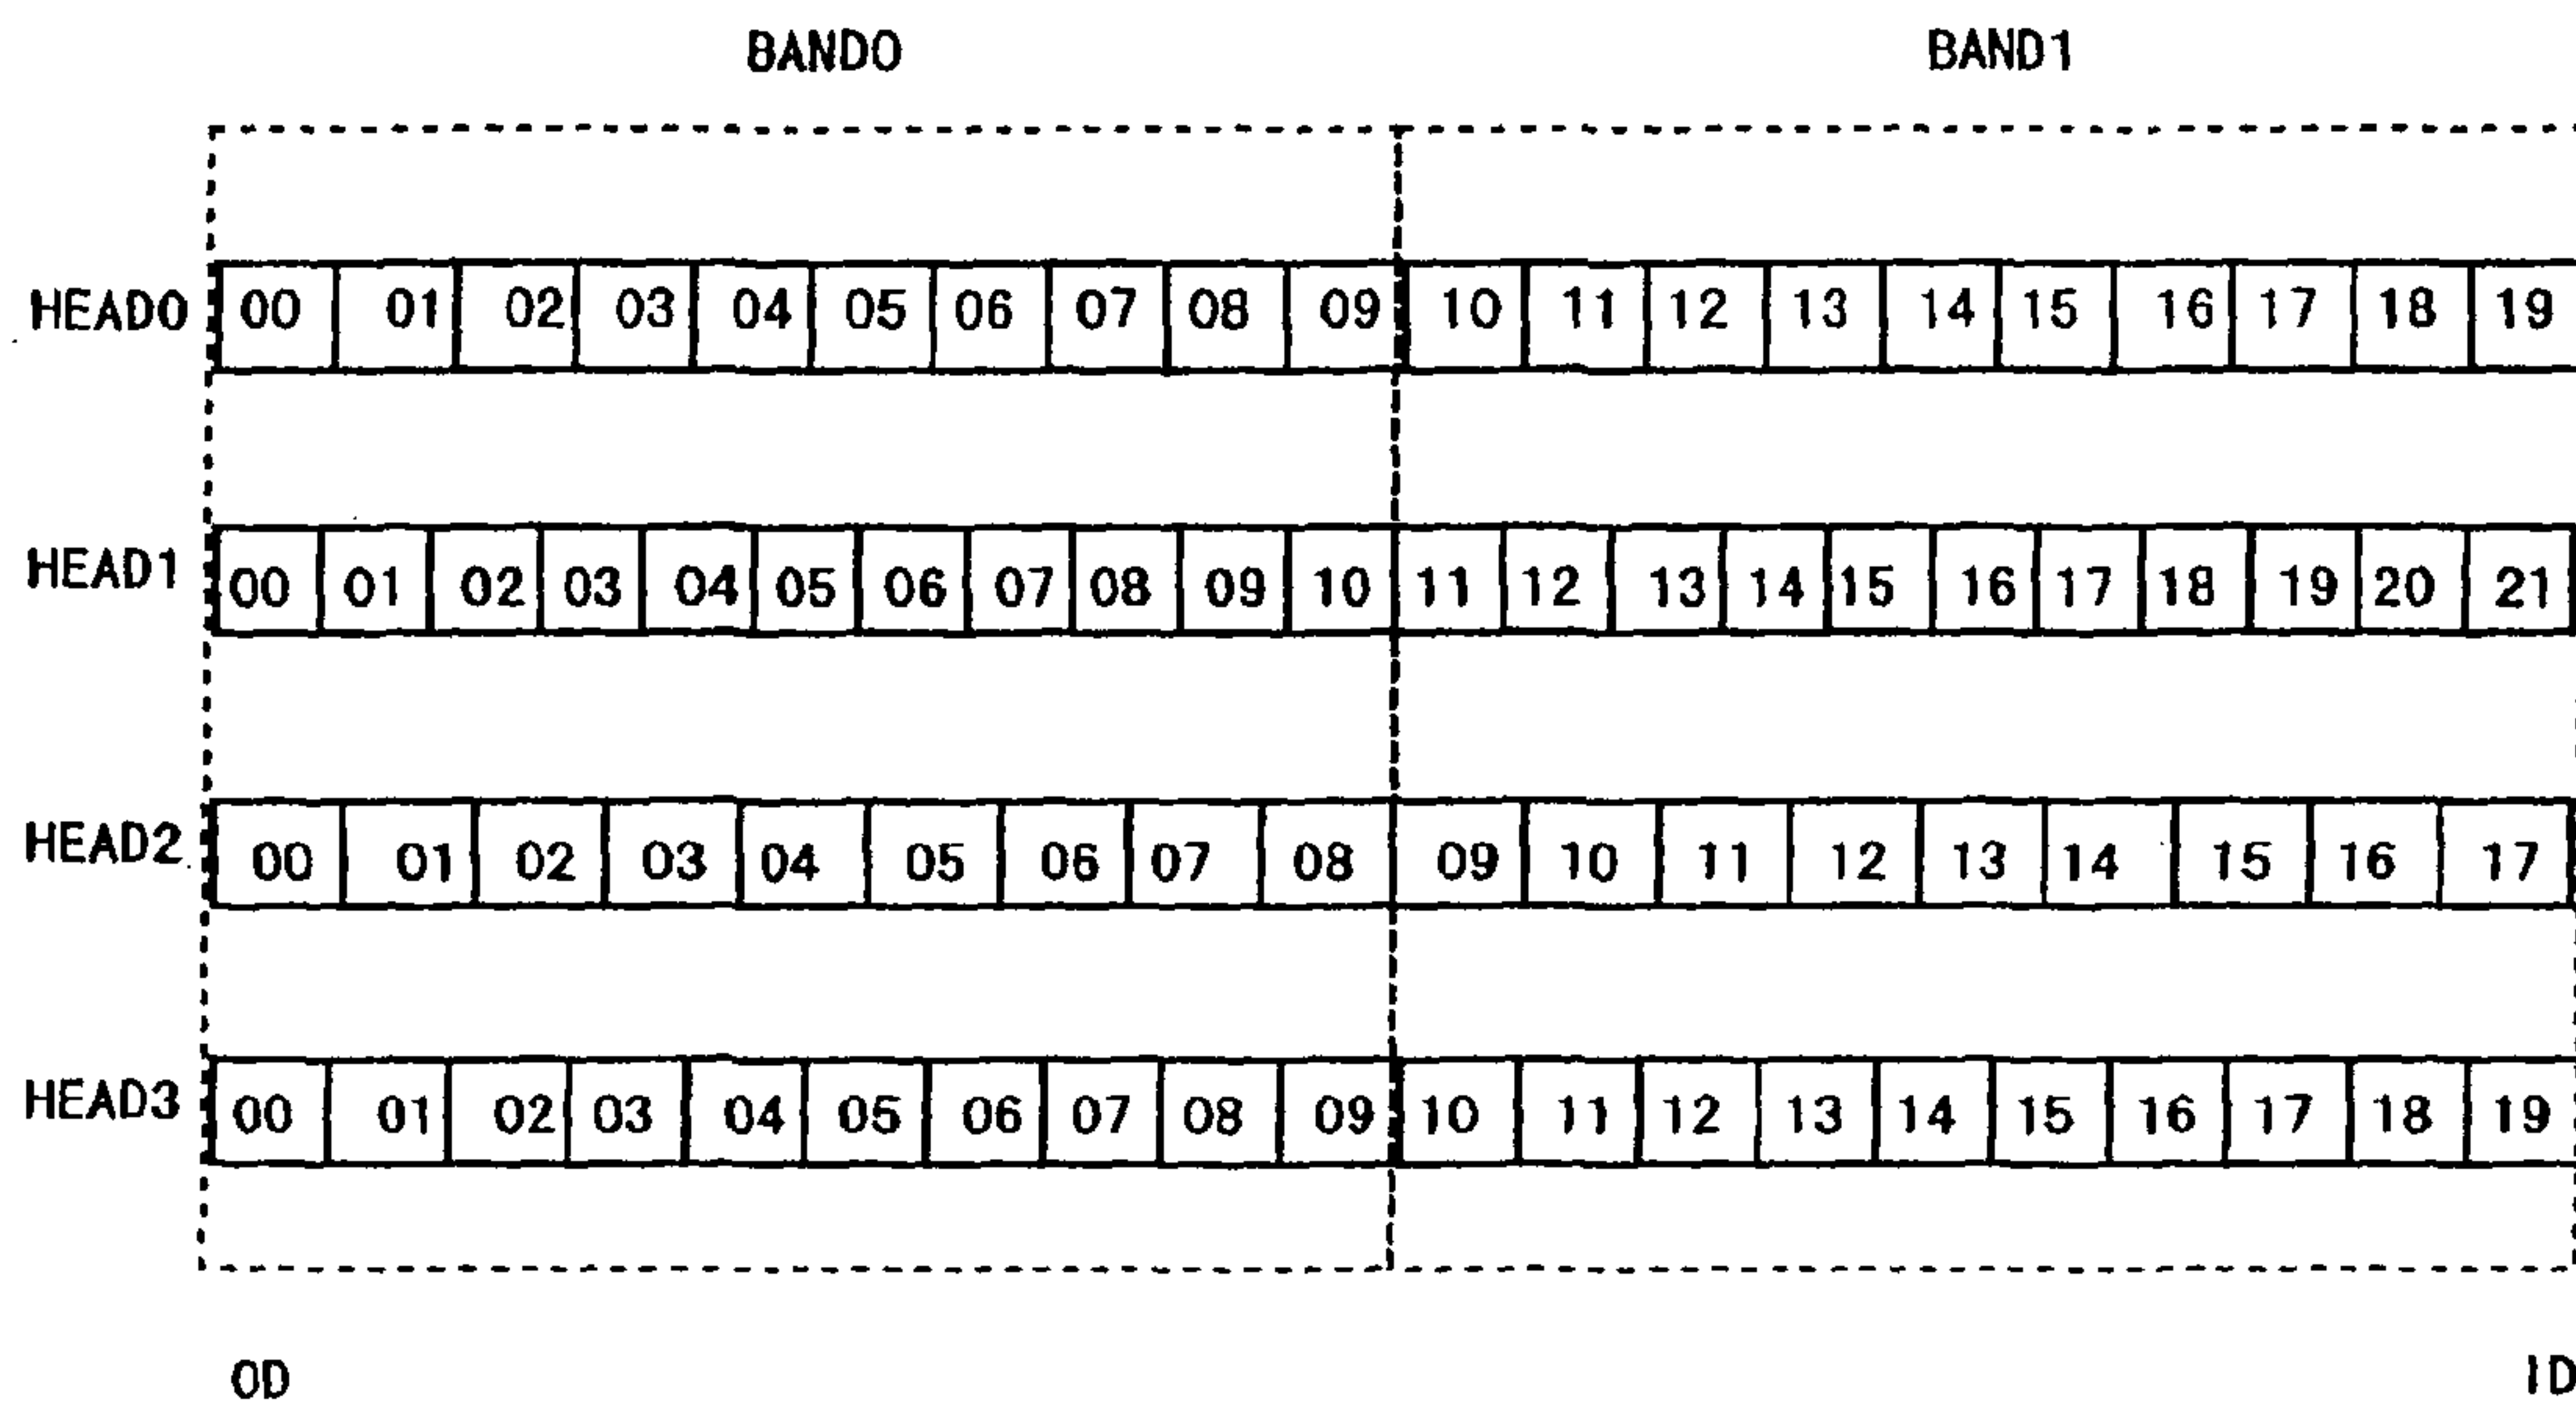 BAND0 BAND1
HEAD0 00 01 02 03 04 05 06 07 08 09 10 11 12 13 14 15 16 17 18 19
HEAD1 00 01 02 03 04 05 06 07 08 09 10 11 12 13 14 15 16 17 18 19 20 21
HEAD2 00 01 02 03 04 05 06 07 08 09 10 11 12 13 14 15 16 17
HEAD3 00 01 02 03 04 05 06 07 08 09 10 11 12 13 14 15 16 17 18 19
OD ID